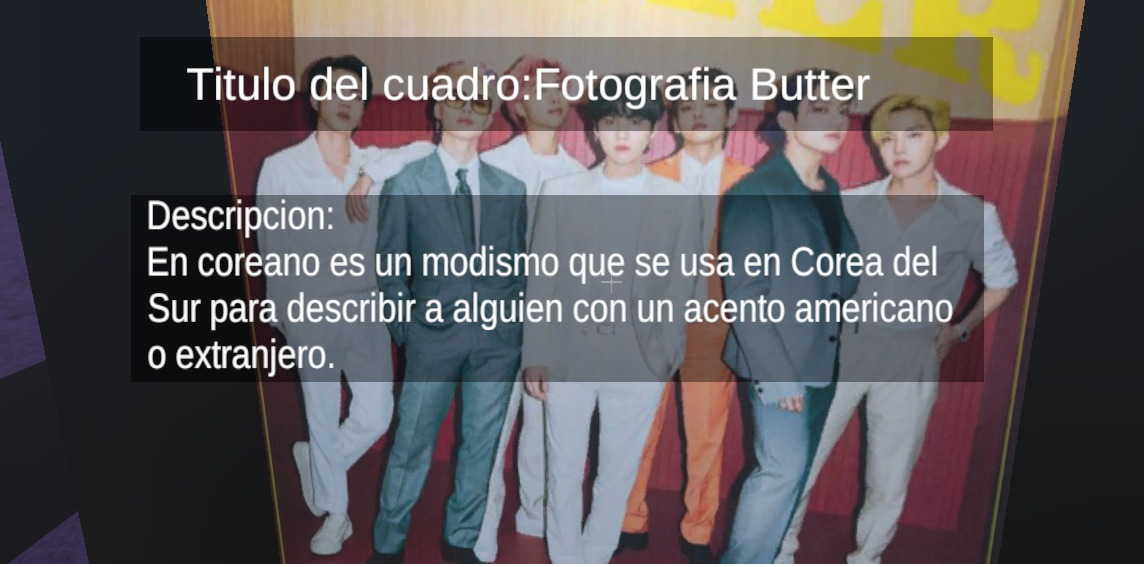 Titulo del cuadro:Fotografia Butter
Descripcion:
En coreano es un modismo que se usa en Corea del
Sur para describir a alguien con un acento americano
o extranjero.